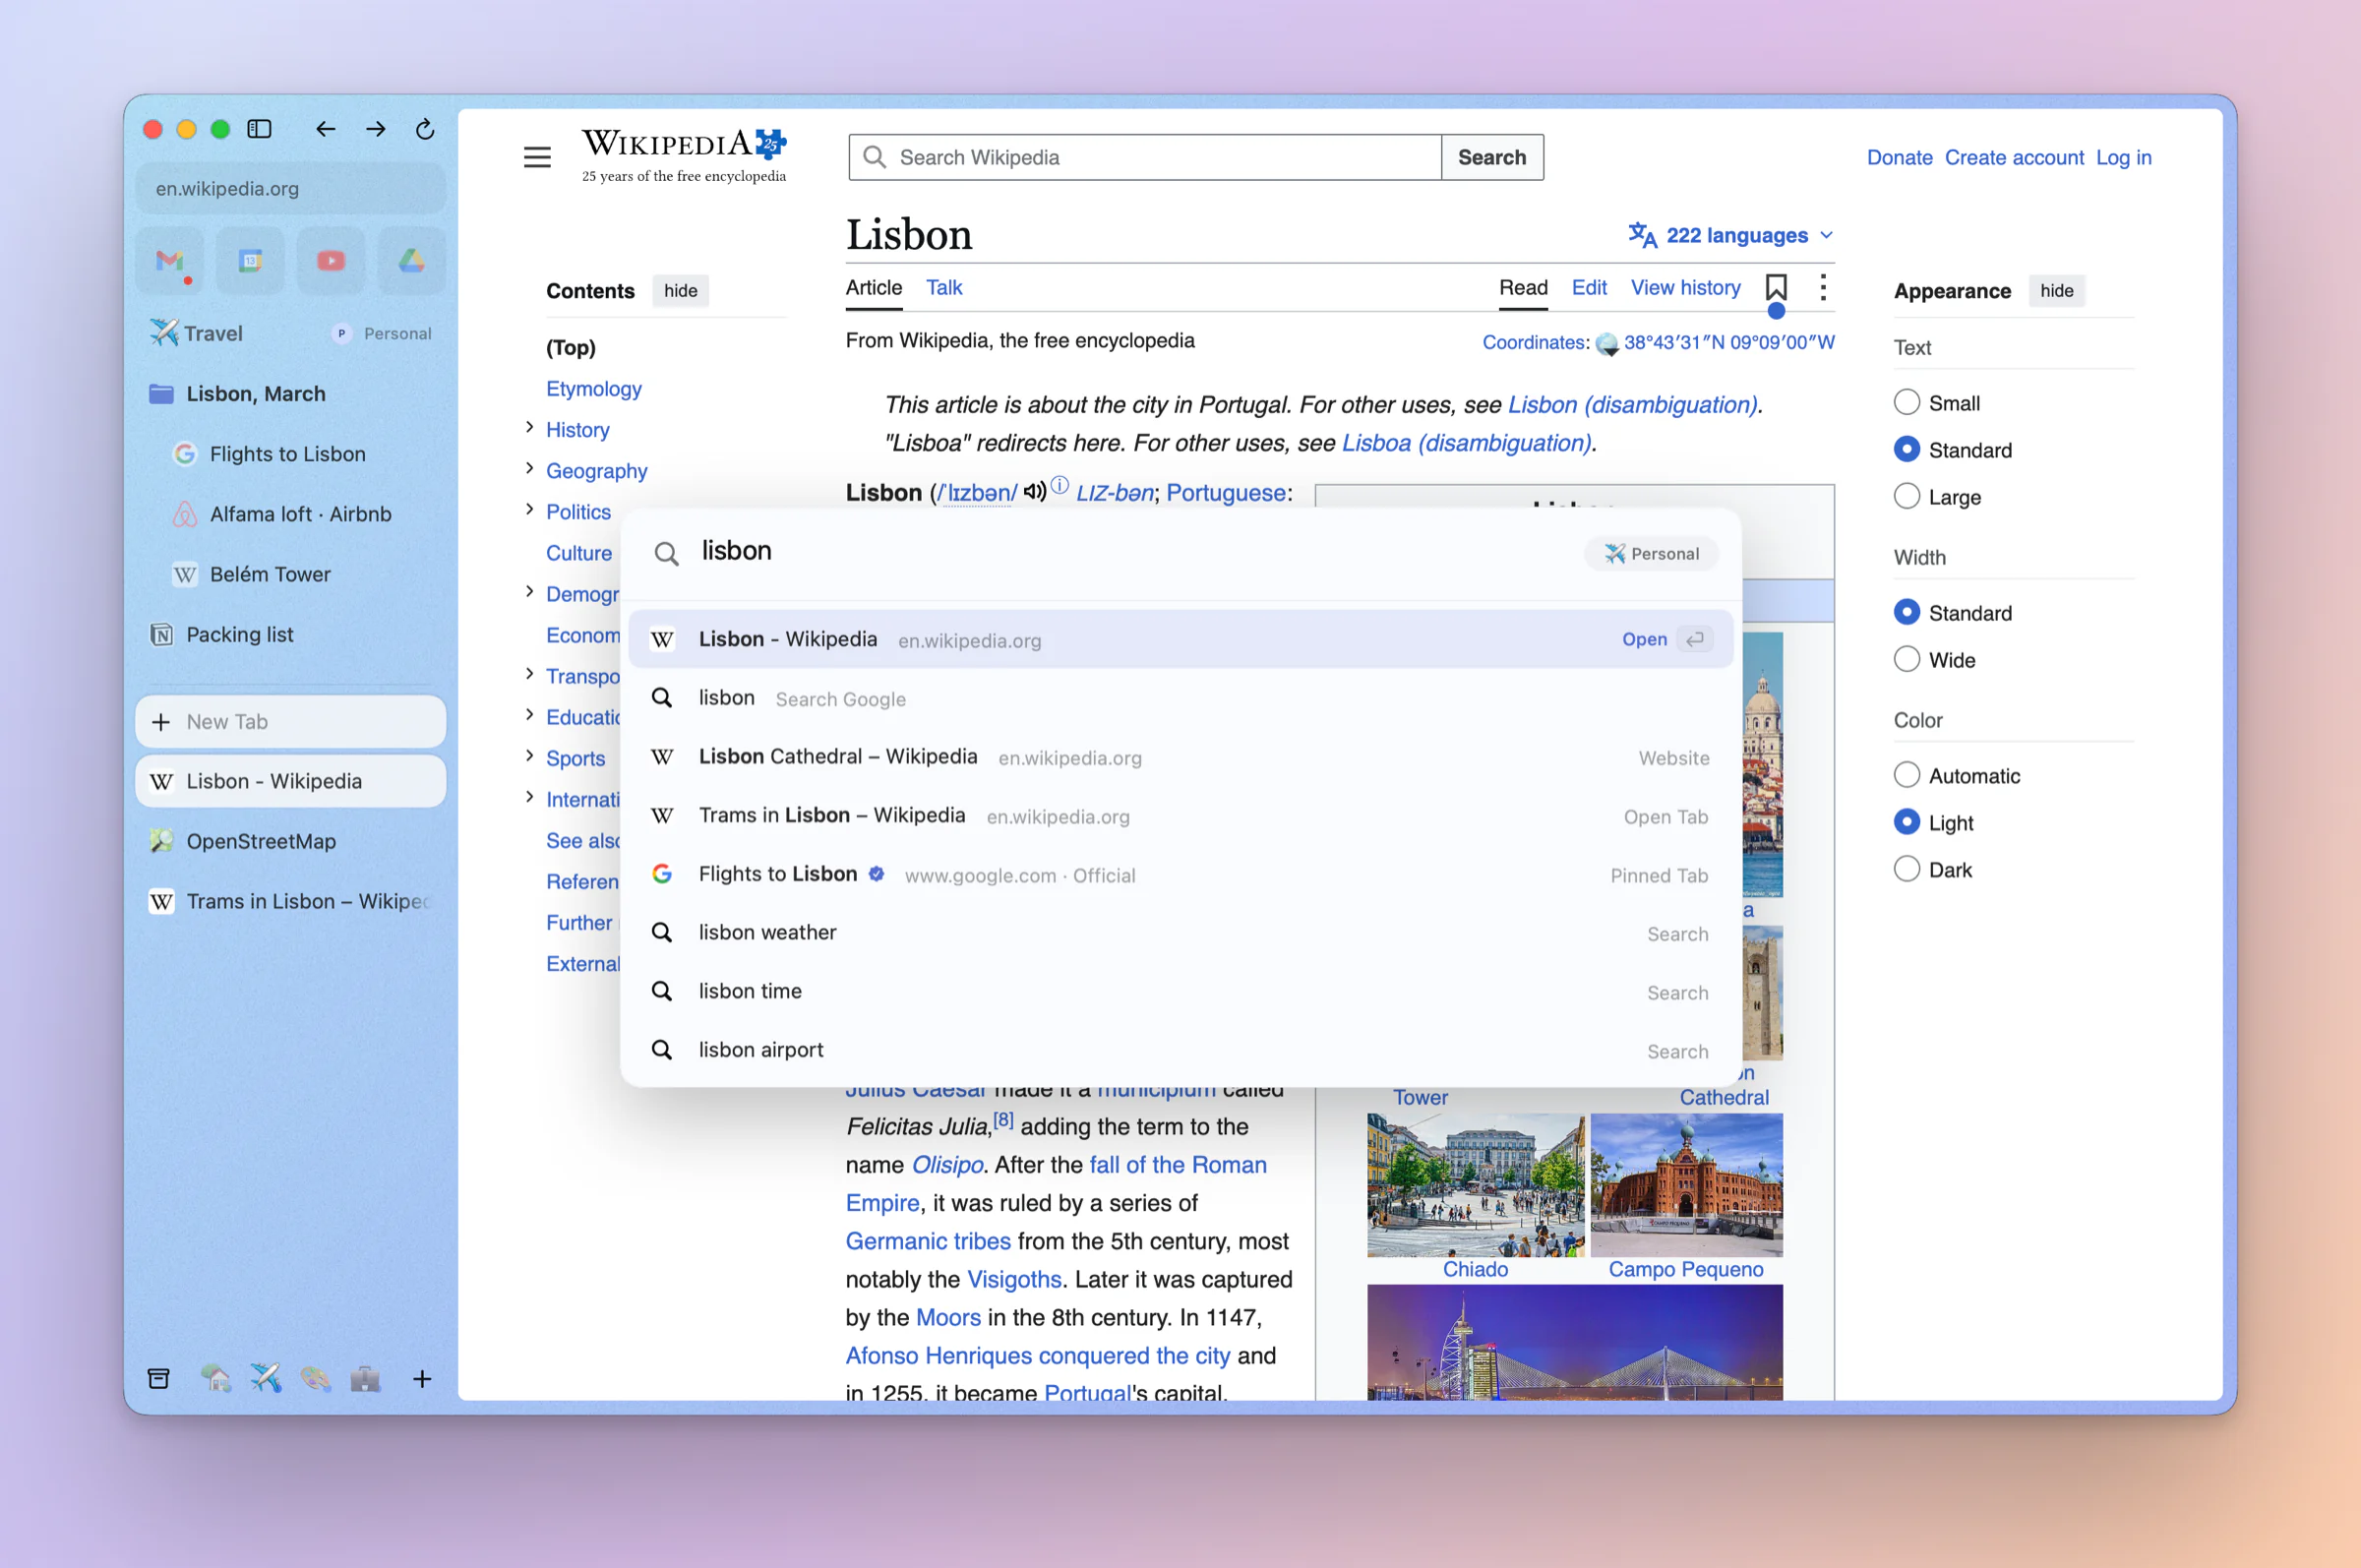 en.wikipedia.org
Travel
P Personal
Lisbon, March
Flights to Lisbon
Alfama loft · Airbnb
Belém Tower
Packing list
New Tab
Lisbon - Wikipedia
OpenStreetMap
Trams in Lisbon – Wikiped
WIKIPEDIA 25
25 years of the free encyclopedia
Search Wikipedia
Search
Donate Create account Log in
Contents hide
(Top)
Etymology
History
Geography
Politics
Culture
Demogr
Econom
Transpo
Educatio
Sports
Internati
See also
Referen
Further
External
Lisbon
222 languages
Article Talk
Read Edit View history
From Wikipedia, the free encyclopedia
Coordinates: 38°43′31″N 09°09′00″W
This article is about the city in Portugal. For other uses, see Lisbon (disambiguation).
"Lisboa" redirects here. For other uses, see Lisboa (disambiguation).
Lisbon (/ˈlɪzbən/ LIZ-bən; Portuguese:
lisbon
Personal
Lisbon - Wikipedia en.wikipedia.org Open
lisbon Search Google
Lisbon Cathedral – Wikipedia en.wikipedia.org Website
Trams in Lisbon – Wikipedia en.wikipedia.org Open Tab
Flights to Lisbon www.google.com · Official Pinned Tab
lisbon weather Search
lisbon time Search
lisbon airport Search
Julius Caesar made it a municipium called
Felicitas Julia,[8] adding the term to the
name Olisipo. After the fall of the Roman
Empire, it was ruled by a series of
Germanic tribes from the 5th century, most
notably the Visigoths. Later it was captured
by the Moors in the 8th century. In 1147,
Afonso Henriques conquered the city and
in 1255, it became Portugal's capital.
Tower
Cathedral
Chiado
Campo Pequeno
Appearance hide
Text
Small
Standard
Large
Width
Standard
Wide
Color
Automatic
Light
Dark